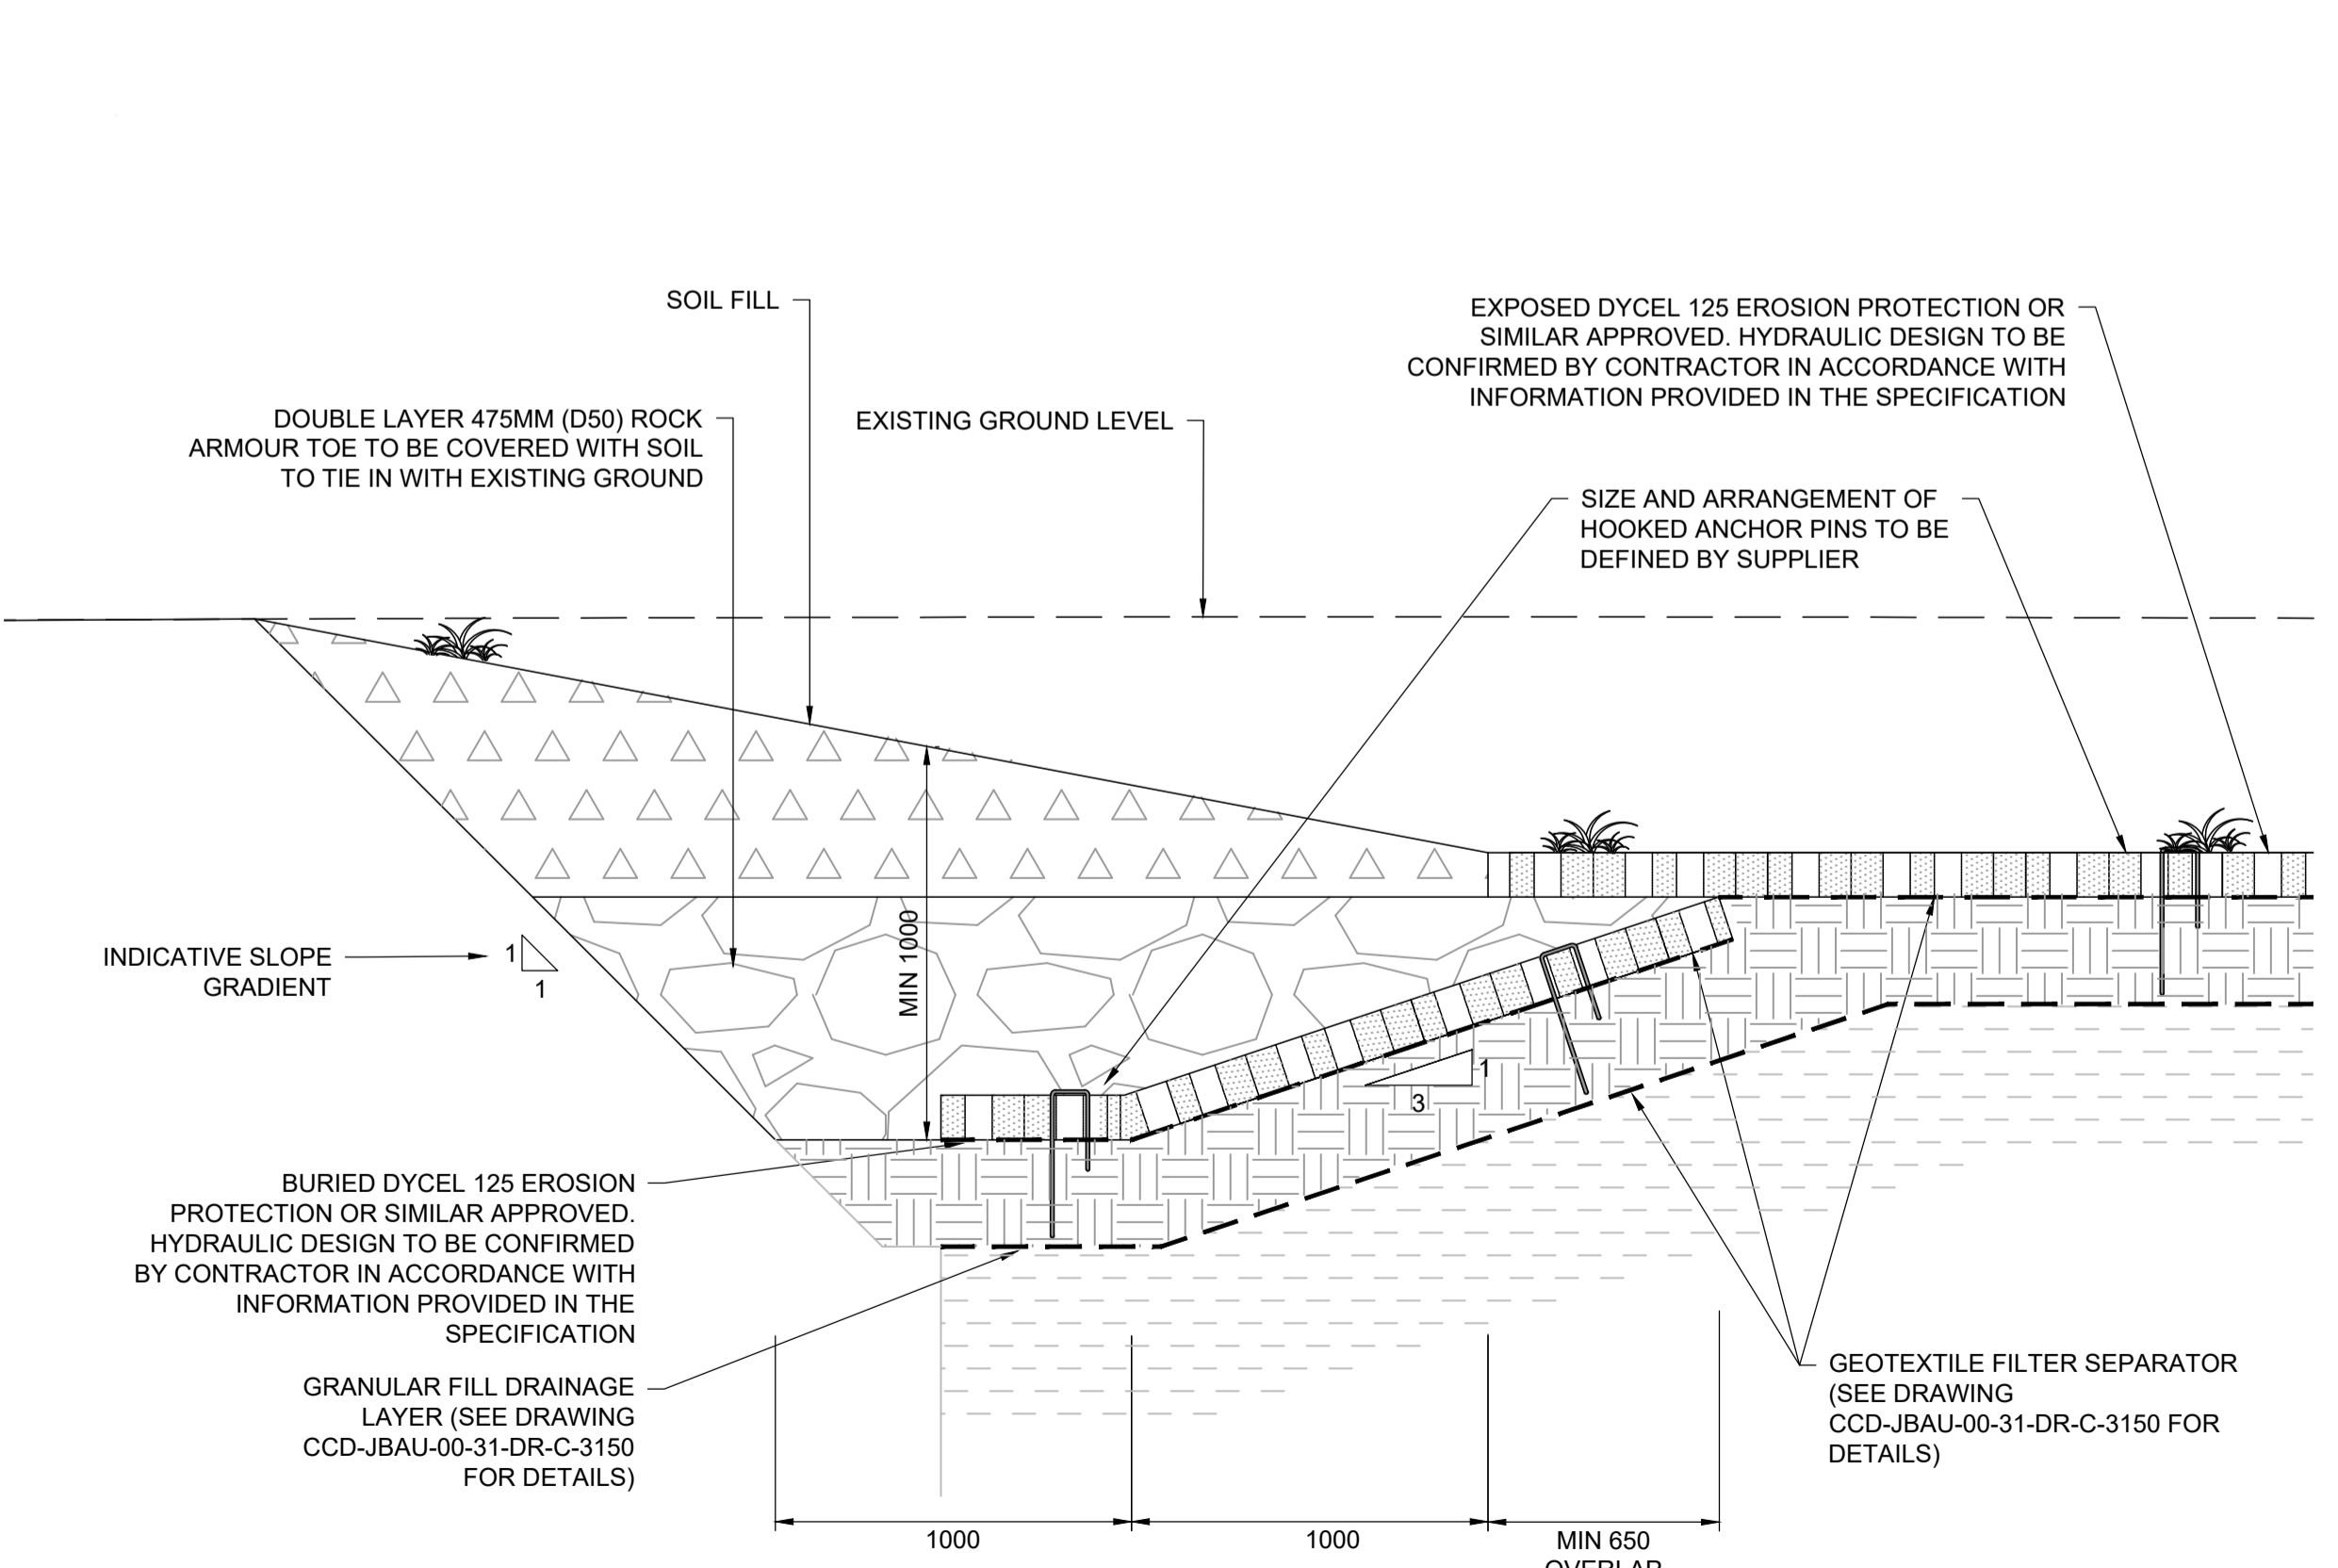 SOIL FILL
EXPOSED DYCEL 125 EROSION PROTECTION OR
SIMILAR APPROVED. HYDRAULIC DESIGN TO BE
CONFIRMED BY CONTRACTOR IN ACCORDANCE WITH
INFORMATION PROVIDED IN THE SPECIFICATION
DOUBLE LAYER 475MM (D50) ROCK
ARMOUR TOE TO BE COVERED WITH SOIL
TO TIE IN WITH EXISTING GROUND
EXISTING GROUND LEVEL
SIZE AND ARRANGEMENT OF
HOOKED ANCHOR PINS TO BE
DEFINED BY SUPPLIER
INDICATIVE SLOPE
GRADIENT
1
1
MIN 1000
1
3
BURIED DYCEL 125 EROSION
PROTECTION OR SIMILAR APPROVED.
HYDRAULIC DESIGN TO BE CONFIRMED
BY CONTRACTOR IN ACCORDANCE WITH
INFORMATION PROVIDED IN THE
SPECIFICATION
GRANULAR FILL DRAINAGE
LAYER (SEE DRAWING
CCD-JBAU-00-31-DR-C-3150
FOR DETAILS)
GEOTEXTILE FILTER SEPARATOR
(SEE DRAWING
CCD-JBAU-00-31-DR-C-3150 FOR
DETAILS)
1000
1000
MIN 650
OVERLAP